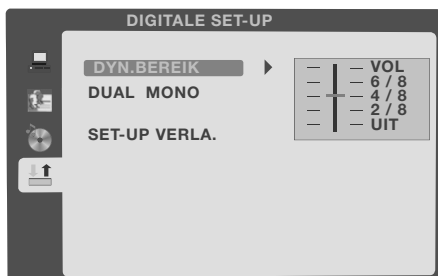 DIGITALE SET-UP
DYN.BEREIK
DUAL MONO
SET-UP VERLA.
VOL
6 / 8
4 / 8
2 / 8
UIT